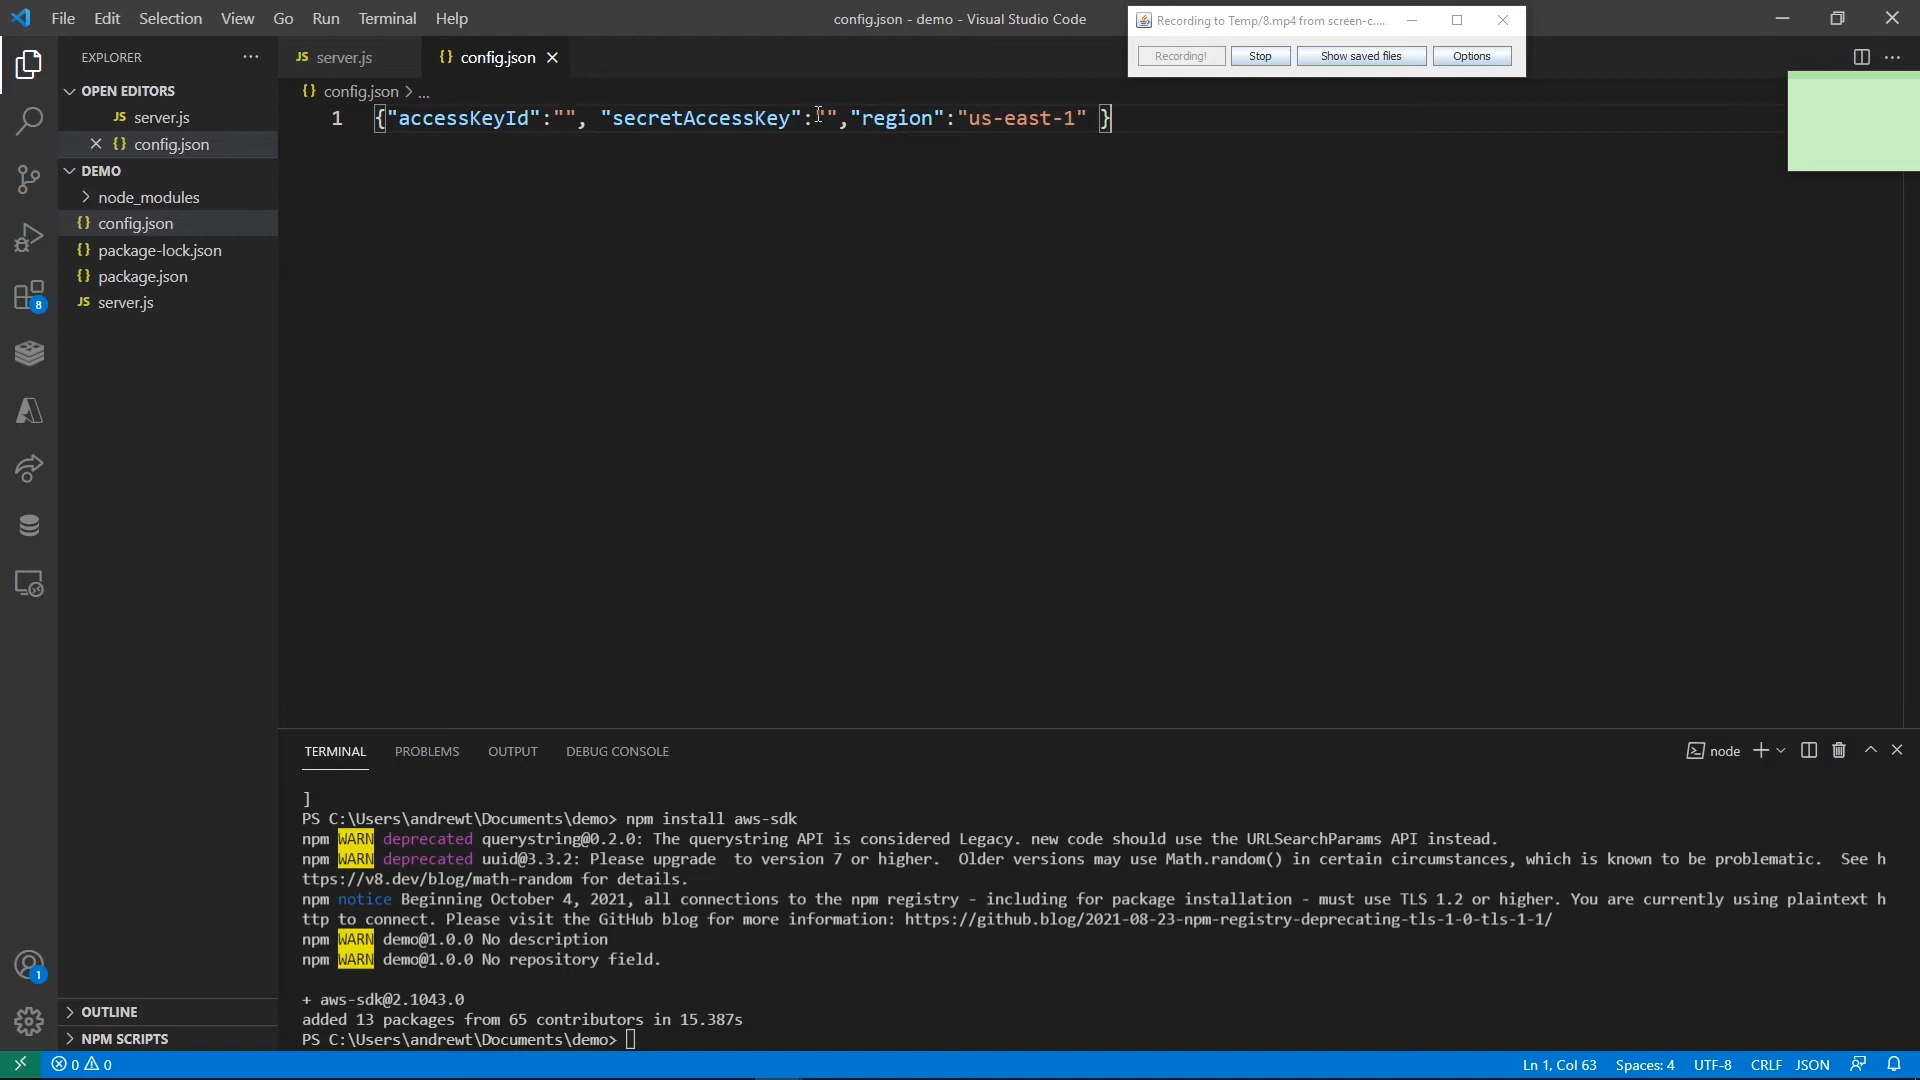 File Edit Selection View Go Run Terminal Help
config.json - demo - Visual Studio Code
Recording to Temp/8.mp4 from screen-c....
Recording! Stop Show saved files Options
EXPLORER
JS server.js
{} config.json
OPEN EDITORS
JS server.js
{} config.json
DEMO
node_modules
{} config.json
{} package-lock.json
{} package.json
JS server.js
8
1
OUTLINE
NPM SCRIPTS
{} config.json > ...
1 {"accessKeyId":"", "secretAccessKey":"","region":"us-east-1" }
TERMINAL PROBLEMS OUTPUT DEBUG CONSOLE
node
]
PS C:\Users\andrewt\Documents\demo> npm install aws-sdk
npm WARN deprecated querystring@0.2.0: The querystring API is considered Legacy. new code should use the URLSearchParams API instead.
npm WARN deprecated uuid@3.3.2: Please upgrade  to version 7 or higher.  Older versions may use Math.random() in certain circumstances, which is known to be problematic.  See h
ttps://v8.dev/blog/math-random for details.
npm notice Beginning October 4, 2021, all connections to the npm registry - including for package installation - must use TLS 1.2 or higher. You are currently using plaintext h
ttp to connect. Please visit the GitHub blog for more information: https://github.blog/2021-08-23-npm-registry-deprecating-tls-1-0-tls-1-1/
npm WARN demo@1.0.0 No description
npm WARN demo@1.0.0 No repository field.
+ aws-sdk@2.1043.0
added 13 packages from 65 contributors in 15.387s
PS C:\Users\andrewt\Documents\demo>
0 0
Ln 1, Col 63 Spaces: 4 UTF-8 CRLF JSON